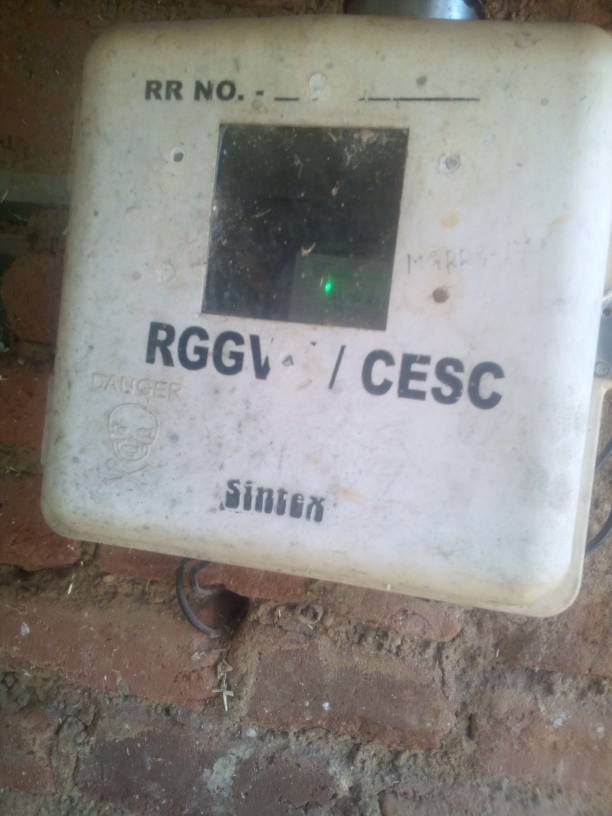 RR NO. -
RGGV / CESC
DANGER
Sintex